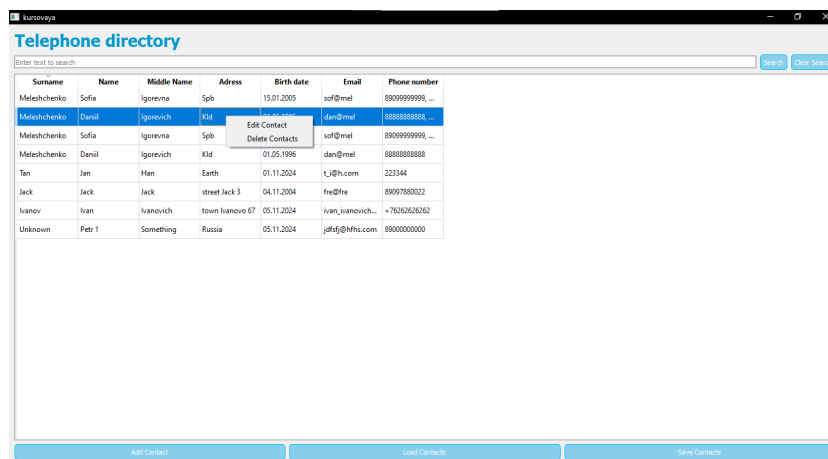 kursovaya
Telephone directory
Enter text to search Search Clear Searc
Surname Name Middle Name Adress Birth date Email Phone number
Meleshchenko Sofia Igorevna Spb 15.01.2005 sof@mel 89099999999, ...
Meleshchenko Daniil Igorevich Kld 01.05.1996 dan@mel 88888888888, ...
Edit Contact
Meleshchenko Sofia Igorevna Spb sof@mel 89099999999, ...
Delete Contacts
Meleshchenko Daniil Igorevich Kld 01.05.1996 dan@mel 88888888888
Tan Jan Han Earth 01.11.2024 t_i@h.com 223344
Jack Jack Jack street Jack 3 04.11.2004 fre@fre 89097880022
Ivanov Ivan Ivanovich town Ivanovo 67 05.11.2024 ivan_ivanovich... +76262626262
Unknown Petr 1 Something Russia 05.11.2024 jdfsfj@hfhs.com 89000000000
Add Contact Load Contacts Save Contacts